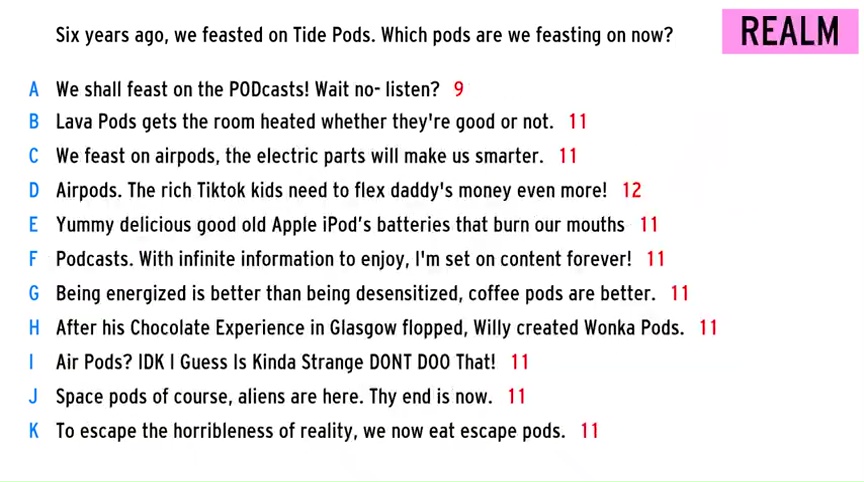 Six years ago, we feasted on Tide Pods. Which pods are we feasting on now?
REALM
A We shall feast on the PODcasts! Wait no- listen? 9
B Lava Pods gets the room heated whether they're good or not. 11
C We feast on airpods, the electric parts will make us smarter. 11
D Airpods. The rich Tiktok kids need to flex daddy's money even more! 12
E Yummy delicious good old Apple iPod's batteries that burn our mouths 11
F Podcasts. With infinite information to enjoy, I'm set on content forever! 11
G Being energized is better than being desensitized, coffee pods are better. 11
H After his Chocolate Experience in Glasgow flopped, Willy created Wonka Pods. 11
I Air Pods? IDK I Guess Is Kinda Strange DONT DOO That! 11
J Space pods of course, aliens are here. Thy end is now. 11
K To escape the horribleness of reality, we now eat escape pods. 11